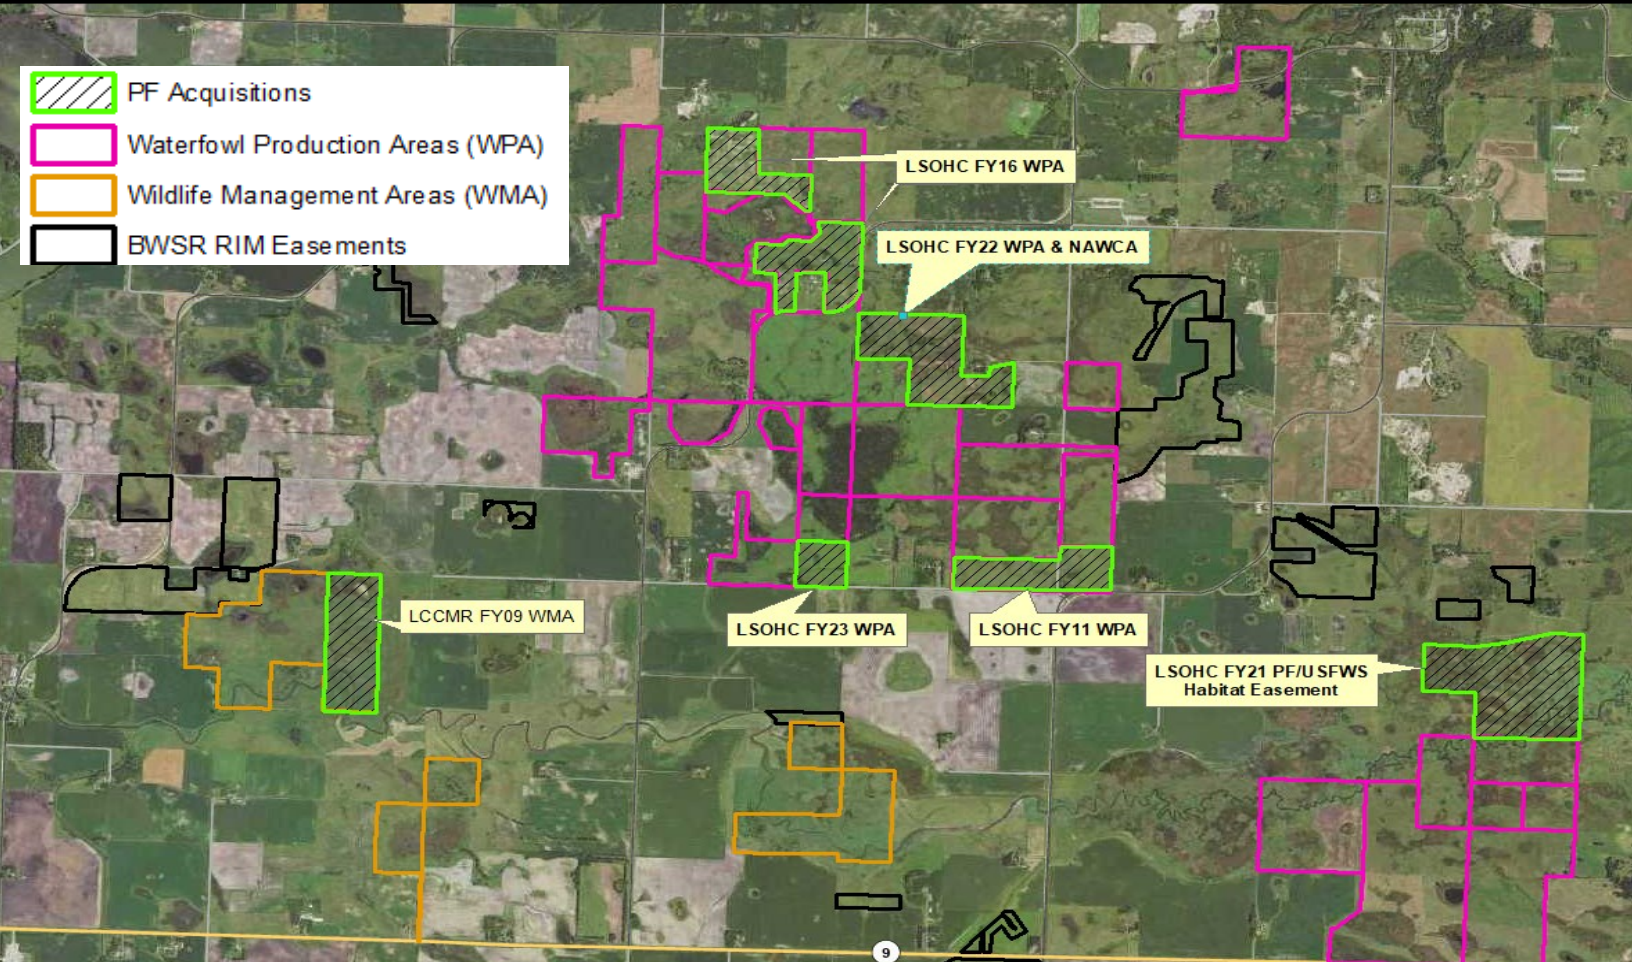 PF Acquisitions
Waterfowl Production Areas (WPA)
Wildlife Management Areas (WMA)
BWSR RIM Easements
LSOHC FY16 WPA
LSOHC FY22 WPA & NAWCA
LCCMR FY09 WMA
LSOHC FY23 WPA
LSOHC FY11 WPA
LSOHC FY21 PF/USFWS
Habitat Easement
9